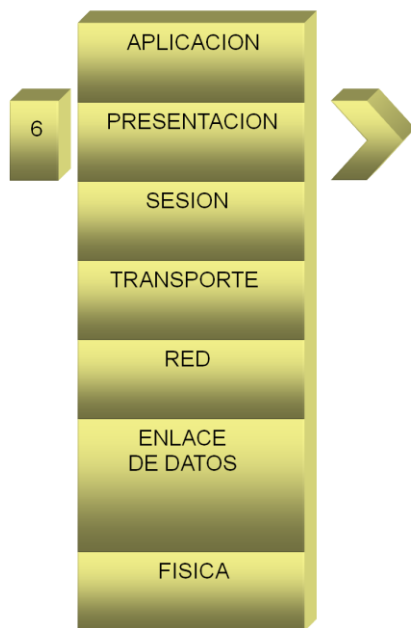 APLICACION
6
PRESENTACION
SESION
TRANSPORTE
RED
ENLACE
DE DATOS
FISICA